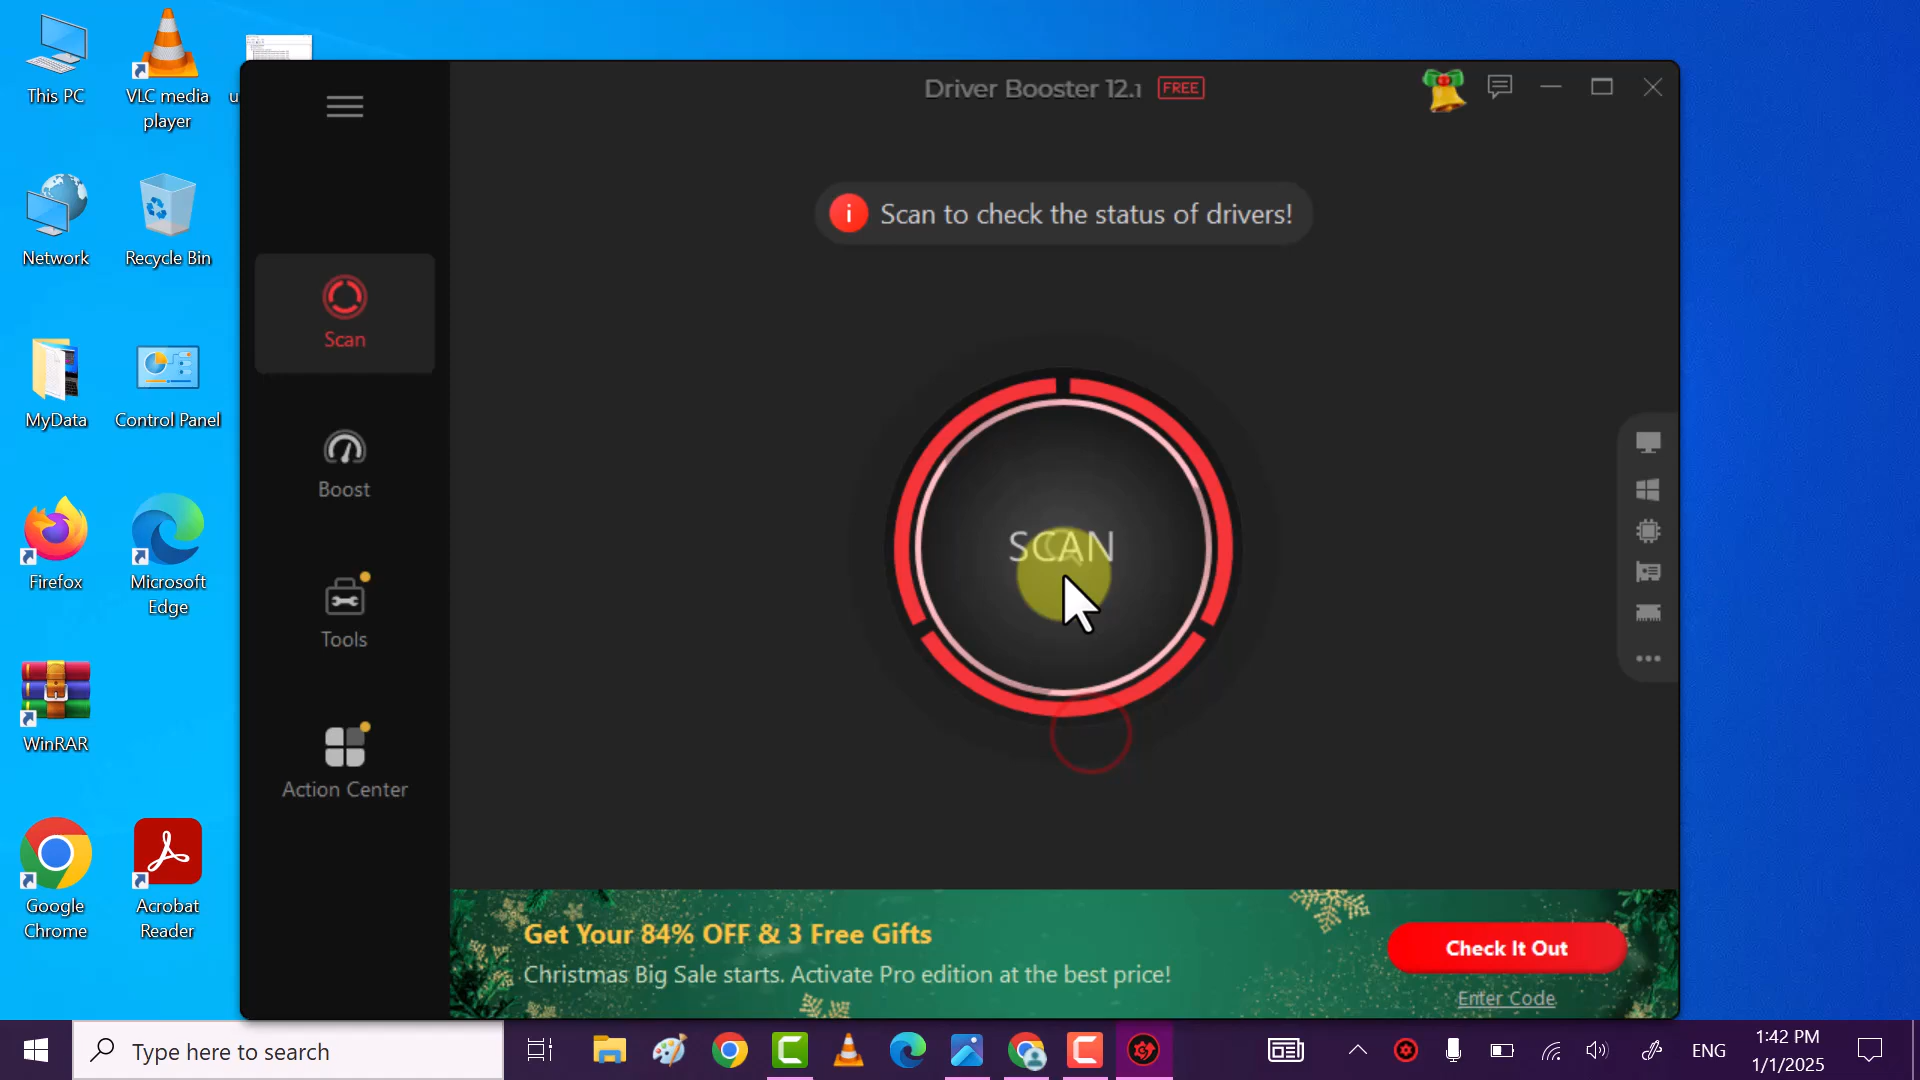 This PC
VLC media
player
u
Network
Recycle Bin
MyData
Control Panel
Firefox
Microsoft
Edge
WinRAR
Google
Chrome
Acrobat
Reader
Driver Booster 12.1 FREE
Scan to check the status of drivers!
Scan
Boost
Tools
Action Center
SCAN
Get Your 84% OFF & 3 Free Gifts
Christmas Big Sale starts. Activate Pro edition at the best price!
Check It Out
Enter Code
Type here to search
ENG
1:42 PM
1/1/2025